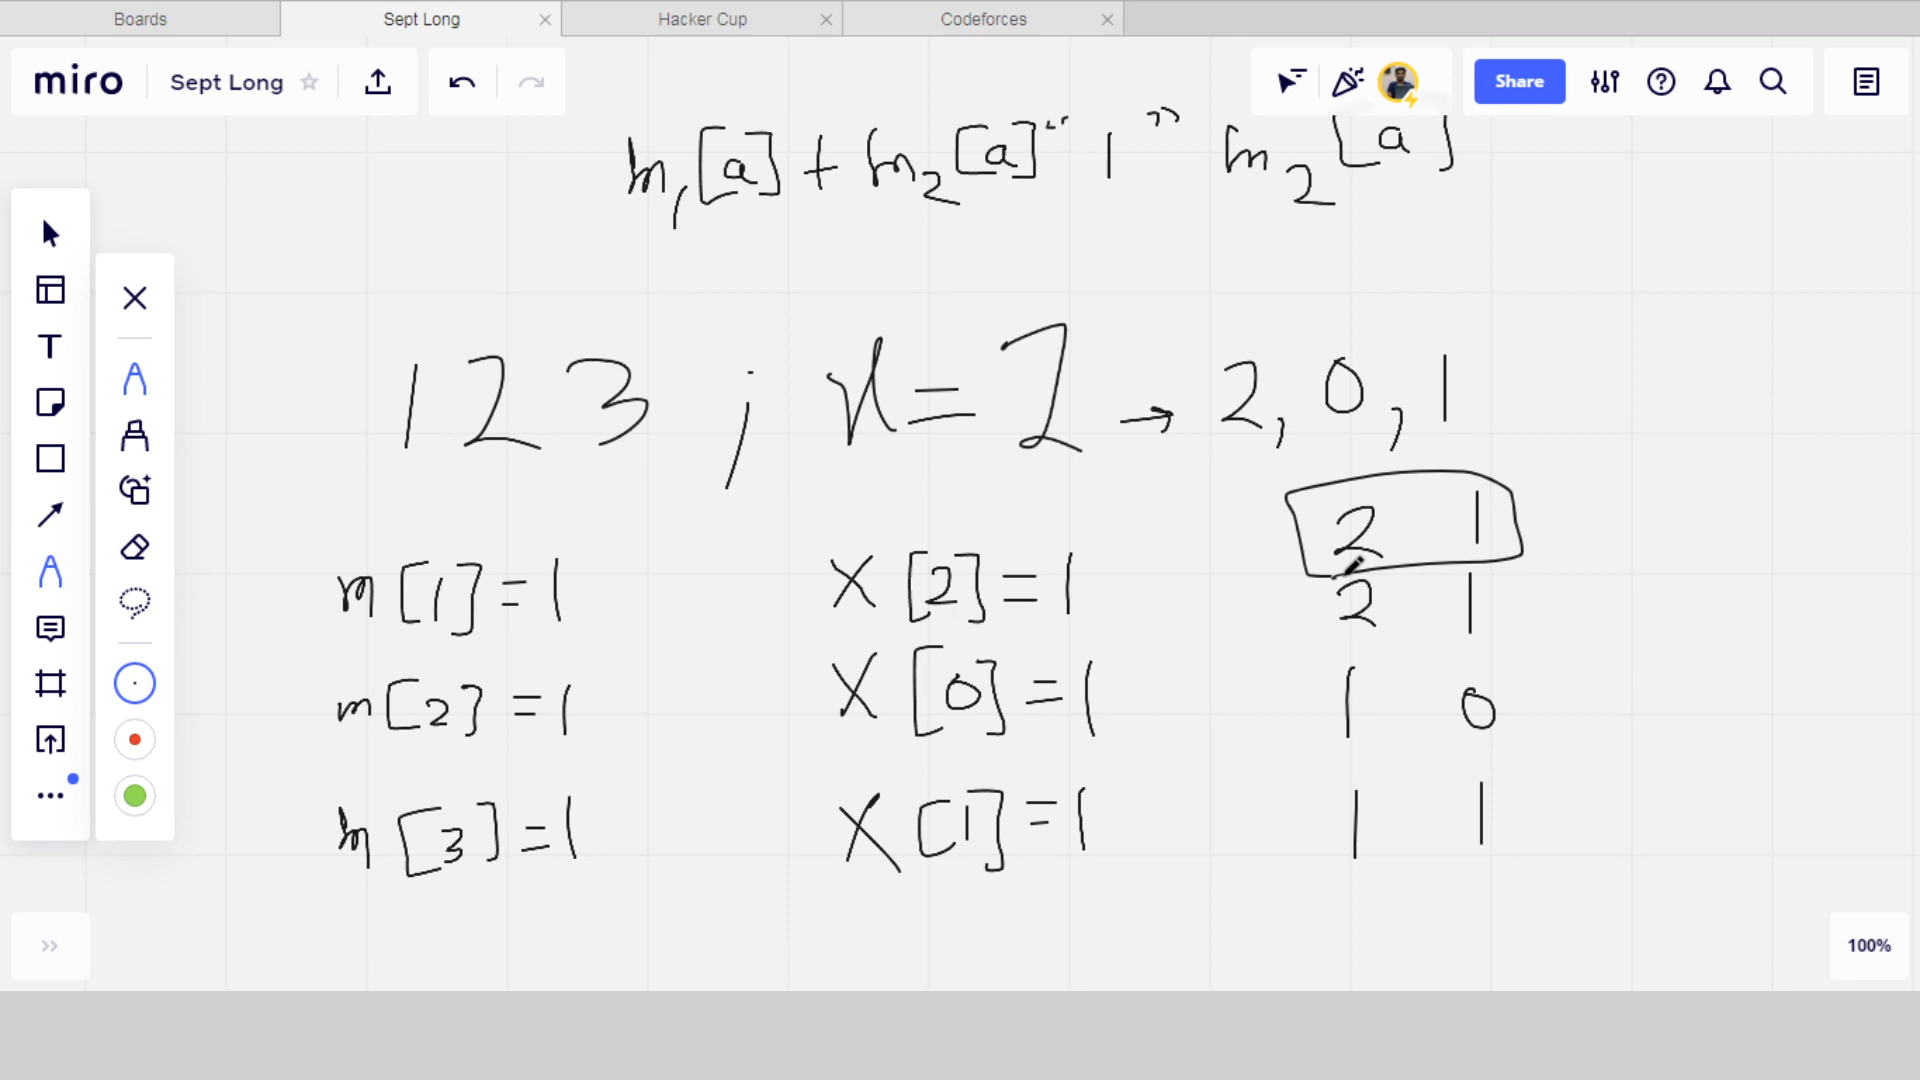 Boards Sept Long Hacker Cup Codeforces
miro Sept Long Share
m1[a] + m2[a] "1" m2[a]
1 2 3 ; x = 2 → 2, 0, 1
2 1
m[1] = 1 X[2] = 1 2 1
m[2] = 1 X[0] = 1 1 0
m[3] = 1 X[1] = 1 1 1
100%